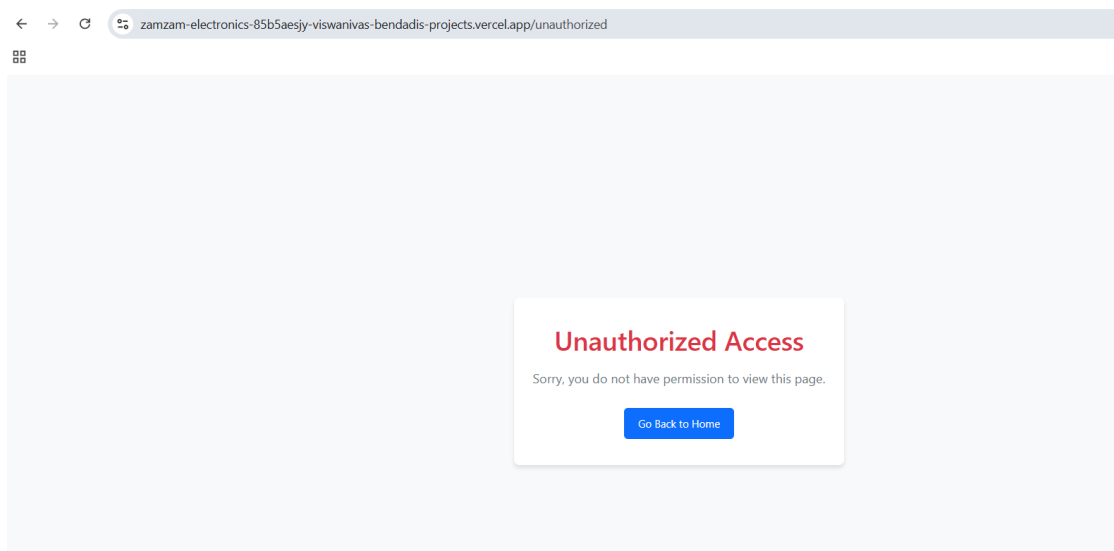 zamzam-electronics-85b5aesjy-viswanivas-bendadis-projects.vercel.app/unauthorized
Unauthorized Access
Sorry, you do not have permission to view this page.
Go Back to Home